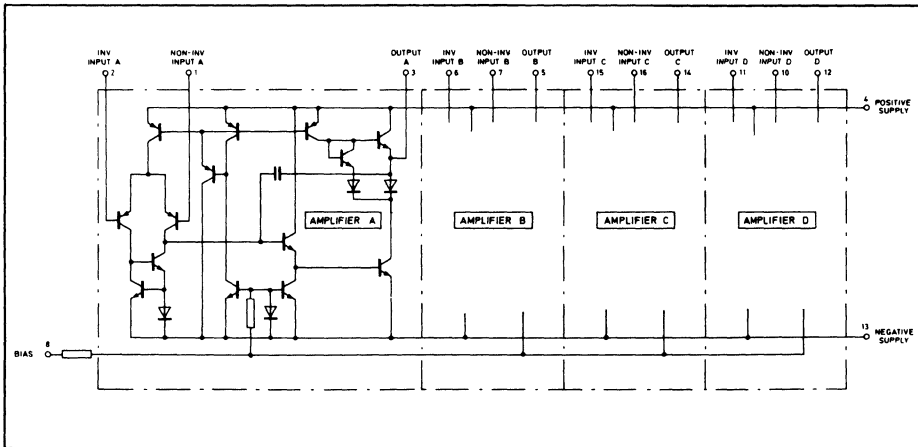 INV
INPUT A
2
NON-INV
INPUT A
1
OUTPUT
A
3
INV
INPUT B
6
NON-INV
INPUT B
7
OUTPUT
B
5
INV
INPUT C
15
NON-INV
INPUT C
16
OUTPUT
C
14
INV
INPUT D
11
NON-INV
INPUT D
10
OUTPUT
D
12
4
POSITIVE
SUPPLY
AMPLIFIER A
AMPLIFIER B
AMPLIFIER C
AMPLIFIER D
13
NEGATIVE
SUPPLY
BIAS
8